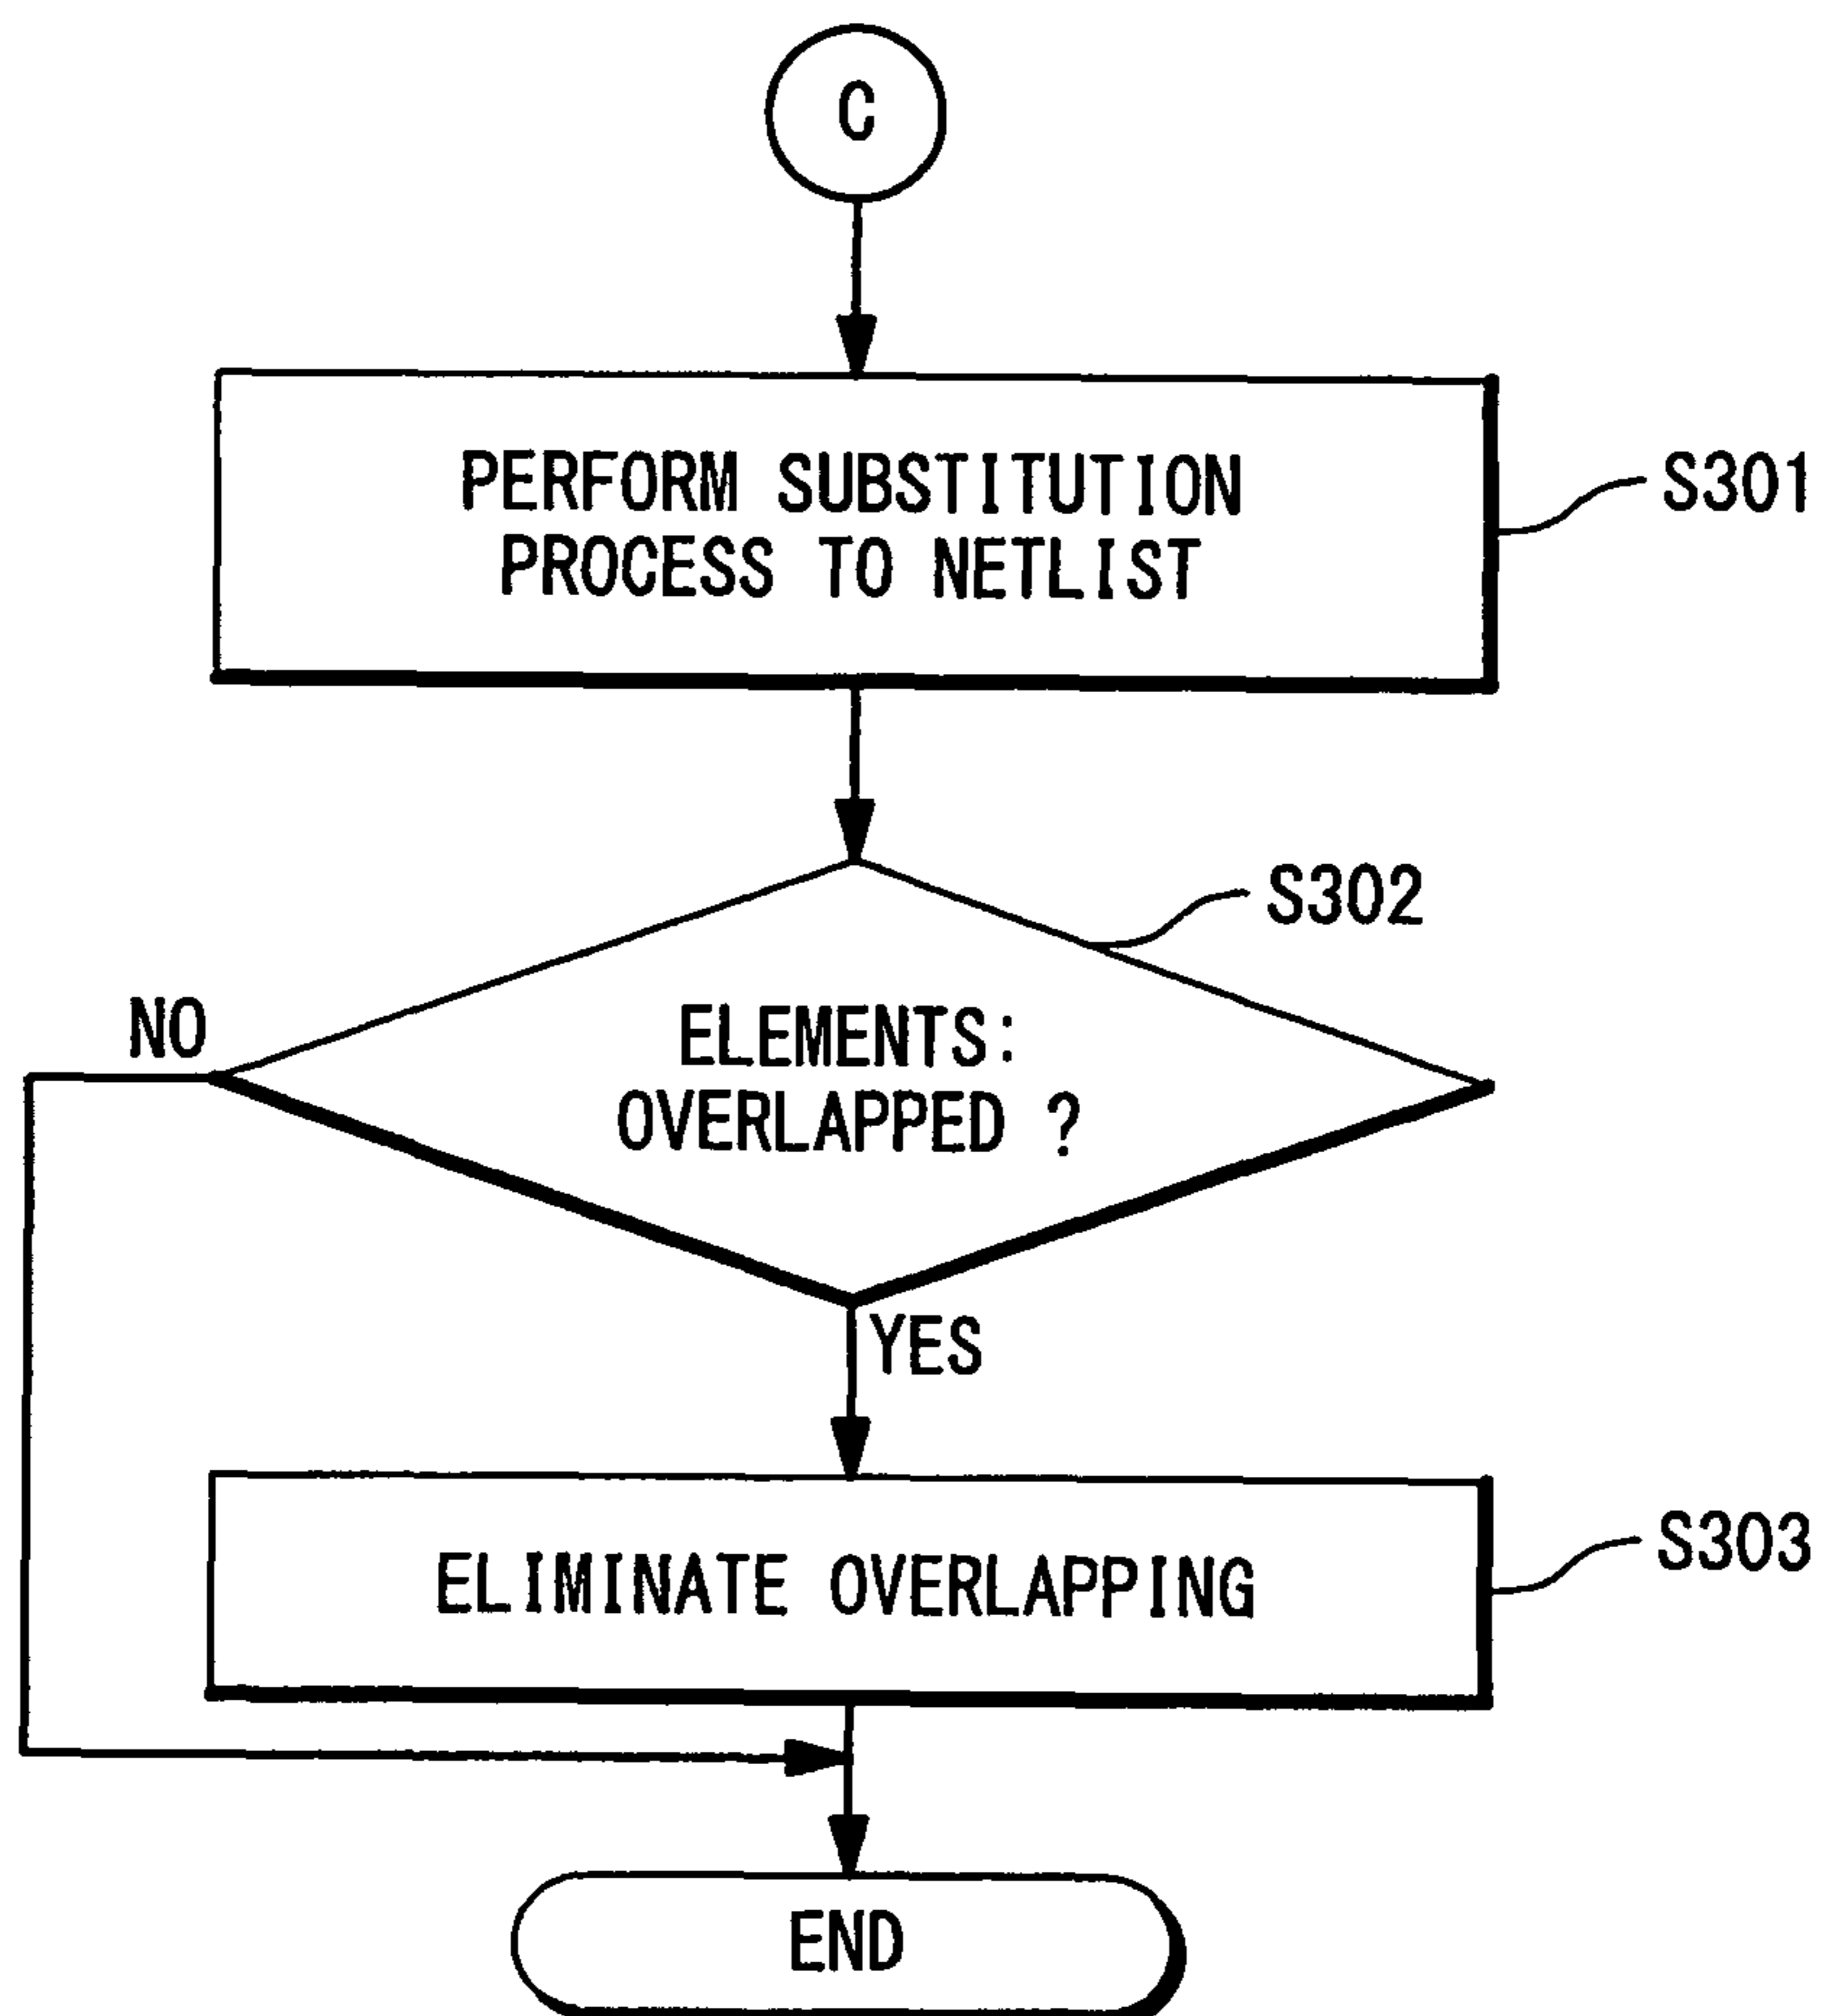 C
PERFORM SUBSTITUTION
PROCESS TO NETLIST
S301
S302
NO
ELEMENTS:
OVERLAPPED ?
YES
ELIMINATE OVERLAPPING
S303
END